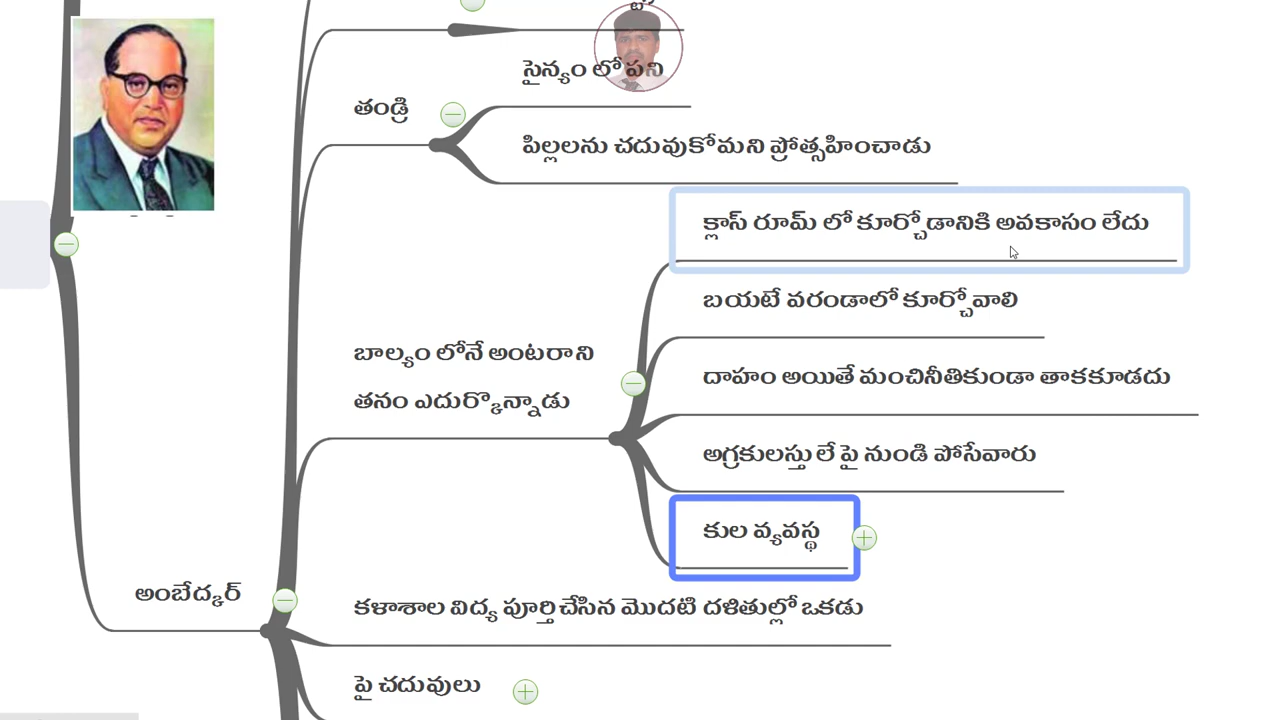 సైన్యం లో పని
తండ్రి
పిల్లలను చదువుకోమని ప్రోత్సహించాడు
క్లాస్ రూమ్ లో కూర్చోడానికి అవకాసం లేదు
బయటే వరండాలో కూర్చోవాలి
బాల్యం లోనే అంటరాని
తనం ఎదుర్కొన్నాడు
దాహం అయితే మంచినీతికుండా తాకకూడదు
అగ్రకులస్తు లే పై నుండి పోసేవారు
కుల వ్యవస్థ
అంబేద్కర్
కళాశాల విద్య పూర్తిచేసిన మొదటి దళితుల్లో ఒకడు
పై చదువులు